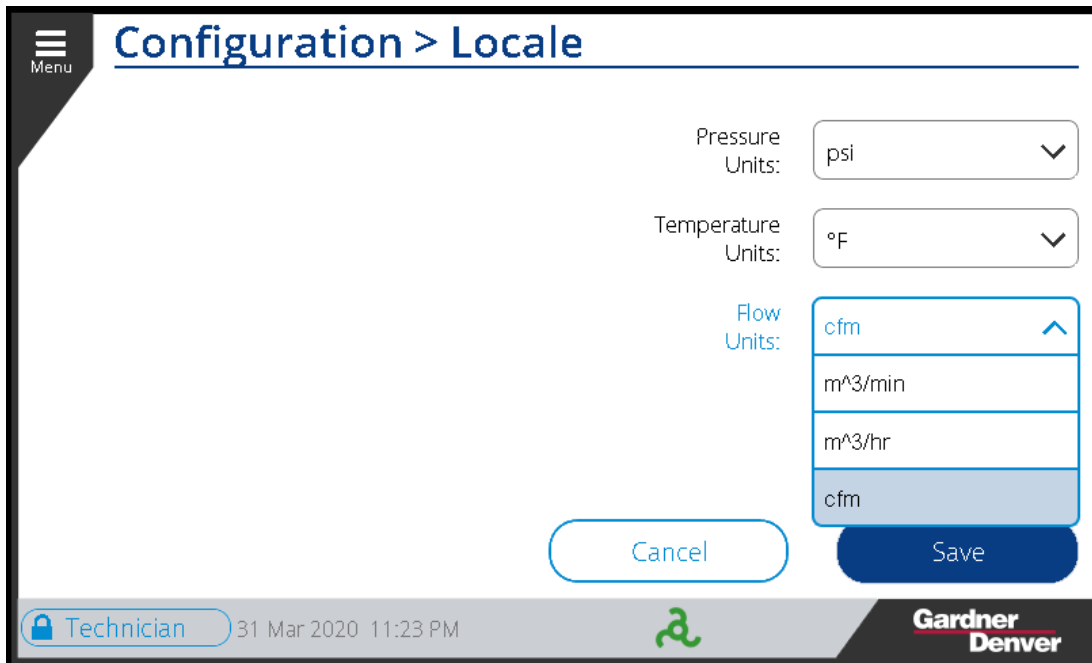 Menu
Configuration > Locale
Pressure
Units:
psi
Temperature
Units:
°F
Flow
Units:
cfm
m^3/min
m^3/hr
cfm
Cancel
Save
Technician
31 Mar 2020 11:23 PM
Gardner
Denver